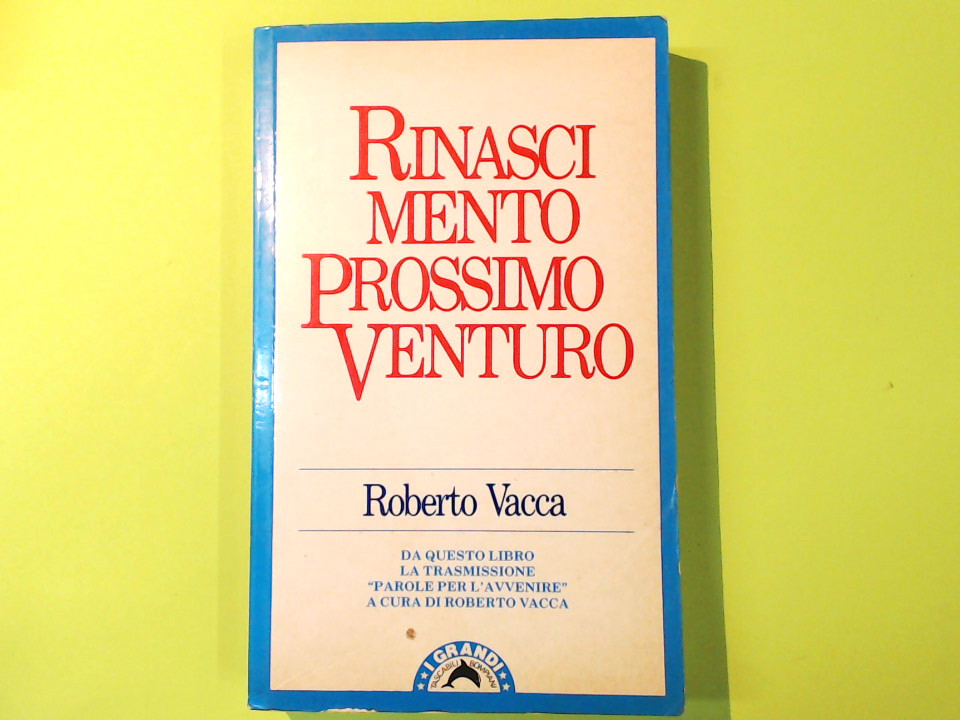 RINASCI
MENTO
PROSSIMO
VENTURO
Roberto Vacca
DA QUESTO LIBRO
LA TRASMISSIONE
"PAROLE PER L'AVVENIRE"
A CURA DI ROBERTO VACCA
I GRANDI
TASCABILI BOMPIANI